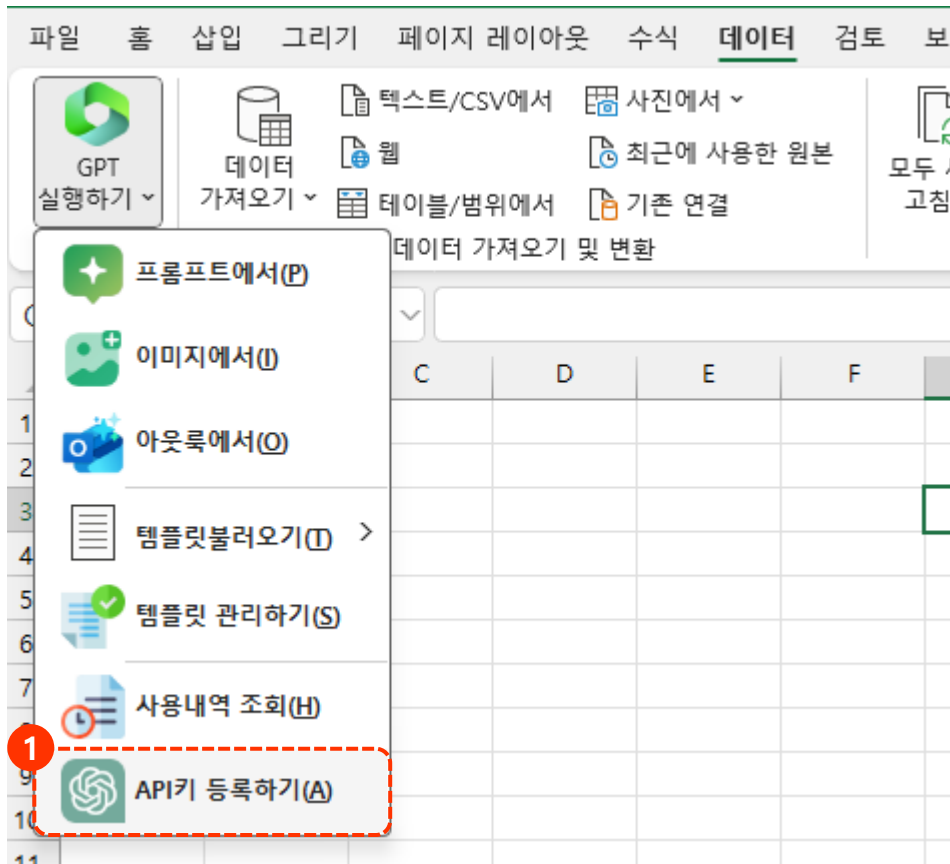 파일 홈 삽입 그리기 페이지 레이아웃 수식 데이터 검토
GPT
실행하기
데이터
가져오기
텍스트/CSV에서
웹
테이블/범위에서
사진에서
최근에 사용한 원본
기존 연결
모두
고침
데이터 가져오기 및 변환
프롬프트에서(P)
이미지에서(I)
아웃룩에서(O)
템플릿불러오기(T)
템플릿 관리하기(S)
사용내역 조회(H)
1
API키 등록하기(A)
C D E F
1
2
3
4
5
6
7
9
10
11